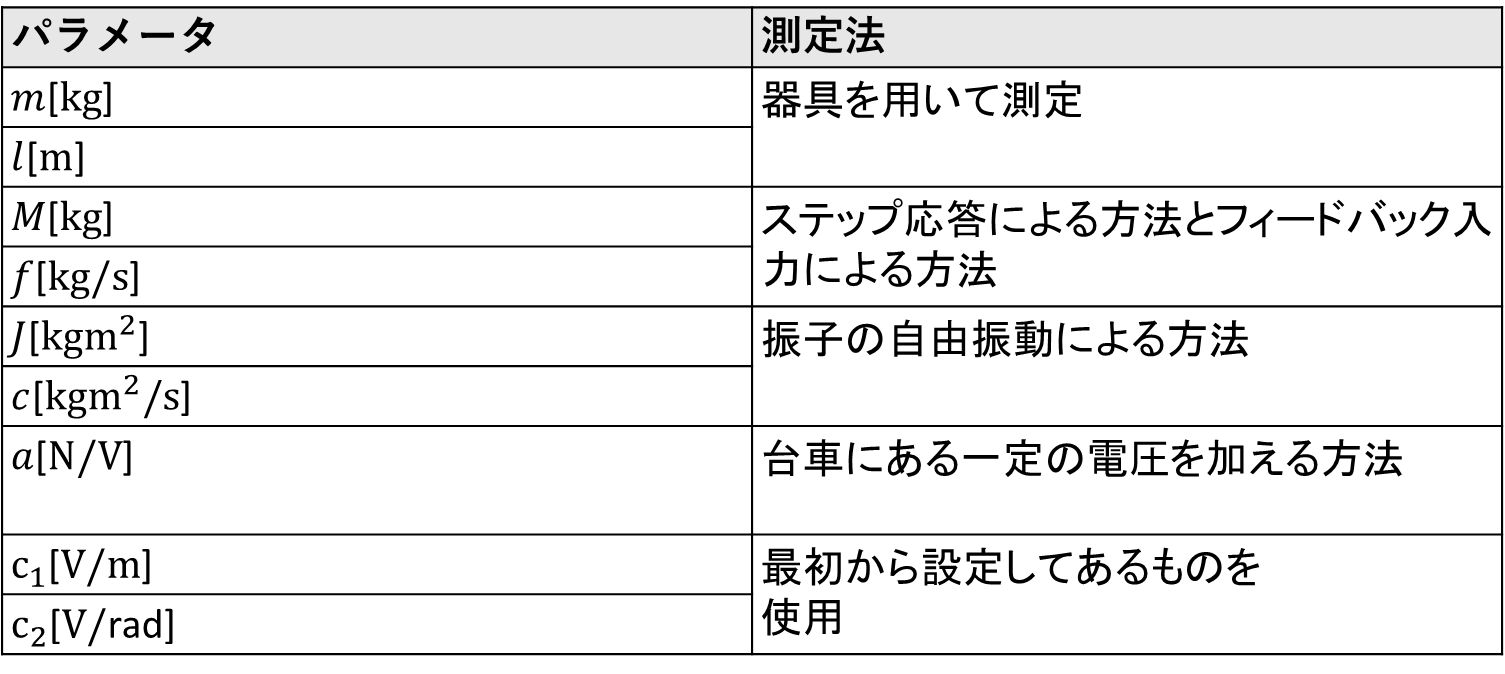 パラメータ 測定法
m[kg] 器具を用いて測定
l[m]
M[kg] ステップ応答による方法とフィードバック入
力による方法
f[kg/s]
J[kgm²] 振子の自由振動による方法
c[kgm²/s]
a[N/V] 台車にある一定の電圧を加える方法
c₁[V/m] 最初から設定してあるものを
使用
c₂[V/rad]